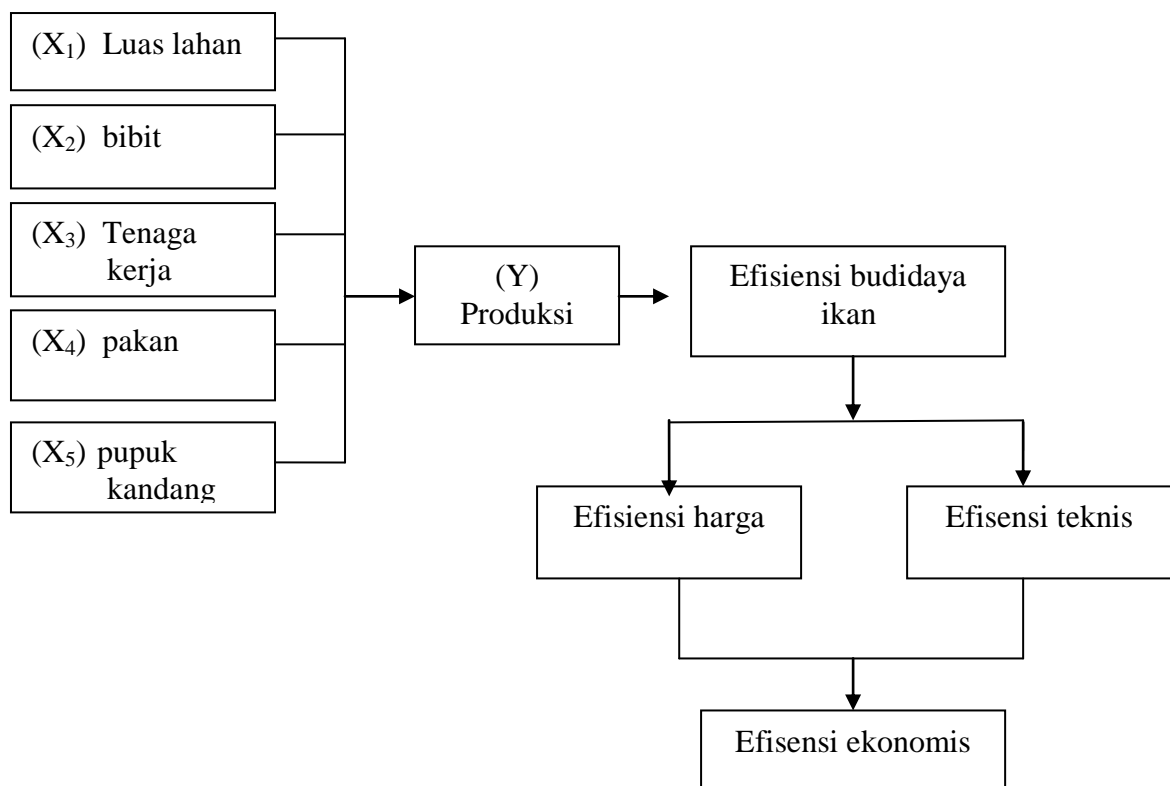 (X₁) Luas lahan
(X₂) bibit
(X₃) Tenaga
kerja
(X₄) pakan
(X₅) pupuk
kandang
(Y)
Produksi
Efisiensi budidaya
ikan
Efisiensi harga
Efisensi teknis
Efisensi ekonomis